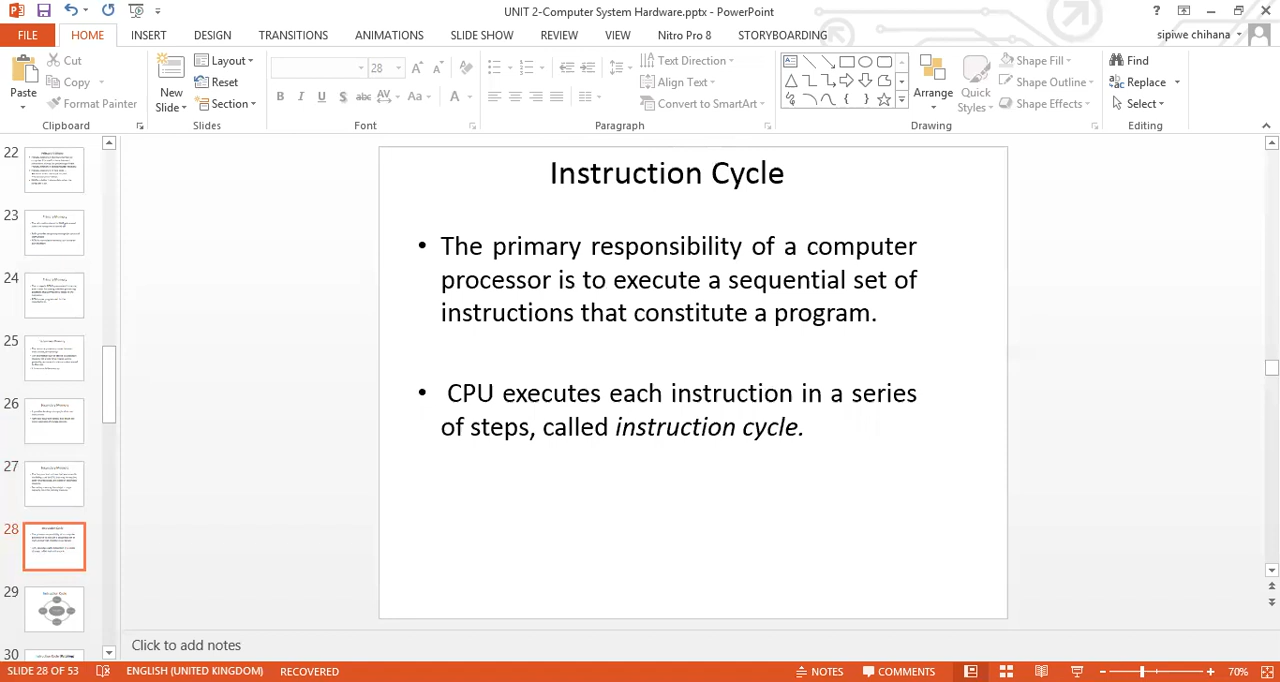 UNIT 2-Computer System Hardware.pptx - PowerPoint
FILE HOME INSERT DESIGN TRANSITIONS ANIMATIONS SLIDE SHOW REVIEW VIEW Nitro Pro 8 STORYBOARDING sipiwe chihana
Paste
Cut
Copy
Format Painter
Clipboard
New
Slide
Layout
Reset
Section
Slides
28
Font
Text Direction
Align Text
Convert to SmartArt
Paragraph
Arrange
Quick
Styles
Shape Fill
Shape Outline
Shape Effects
Drawing
Find
Replace
Select
Editing
22
23
24
25
26
27
28
29
30
Instruction Cycle
• The primary responsibility of a computer
processor is to execute a sequential set of
instructions that constitute a program.
• CPU executes each instruction in a series
of steps, called instruction cycle.
Click to add notes
SLIDE 28 OF 53 ENGLISH (UNITED KINGDOM) RECOVERED NOTES COMMENTS 70%